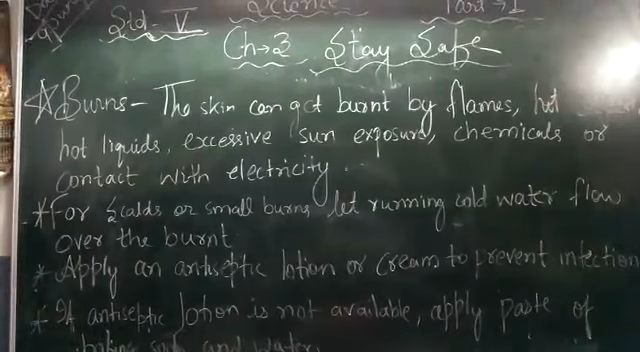 Science Part → I
Std - V
Ch → 2 Stay Safe
* Burns - The skin can get burnt by flames, hot
hot liquids, excessive sun exposure, chemicals or
contact with electricity.
* For scalds or small burns let running cold water flow
over the burnt
* Apply an antiseptic lotion or cream to prevent infection
* If antiseptic lotion is not available, apply paste of
baking soda and water.